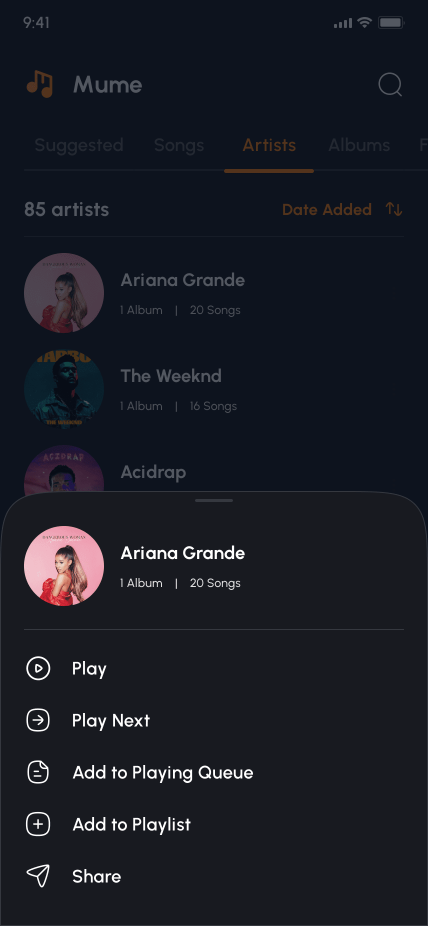 9:41
Mume
Suggested Songs Artists Albums F
85 artists Date Added
Ariana Grande
1 Album | 20 Songs
The Weeknd
1 Album | 16 Songs
ACIDRAP
Acidrap
Ariana Grande
1 Album | 20 Songs
Play
Play Next
Add to Playing Queue
Add to Playlist
Share